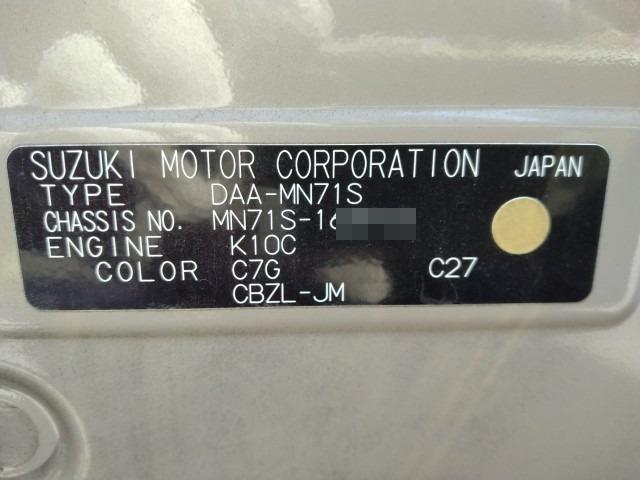 SUZUKI MOTOR CORPORATION JAPAN
TYPE DAA-MN71S
CHASSIS NO. MN71S-16
ENGINE K10C
COLOR C7G C27
CBZL-JM